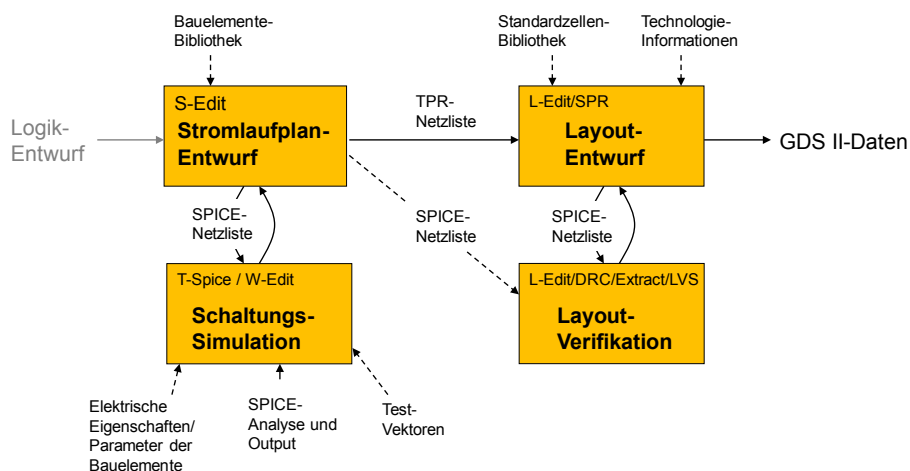 Bauelemente-
Bibliothek
Standardzellen-
Bibliothek
Technologie-
Informationen
Logik-
Entwurf
S-Edit
Stromlaufplan-
Entwurf
TPR-
Netzliste
L-Edit/SPR
Layout-
Entwurf
GDS II-Daten
SPICE-
Netzliste
SPICE-
Netzliste
SPICE-
Netzliste
T-Spice / W-Edit
Schaltungs-
Simulation
L-Edit/DRC/Extract/LVS
Layout-
Verifikation
Elektrische
Eigenschaften/
Parameter der
Bauelemente
SPICE-
Analyse und
Output
Test-
Vektoren